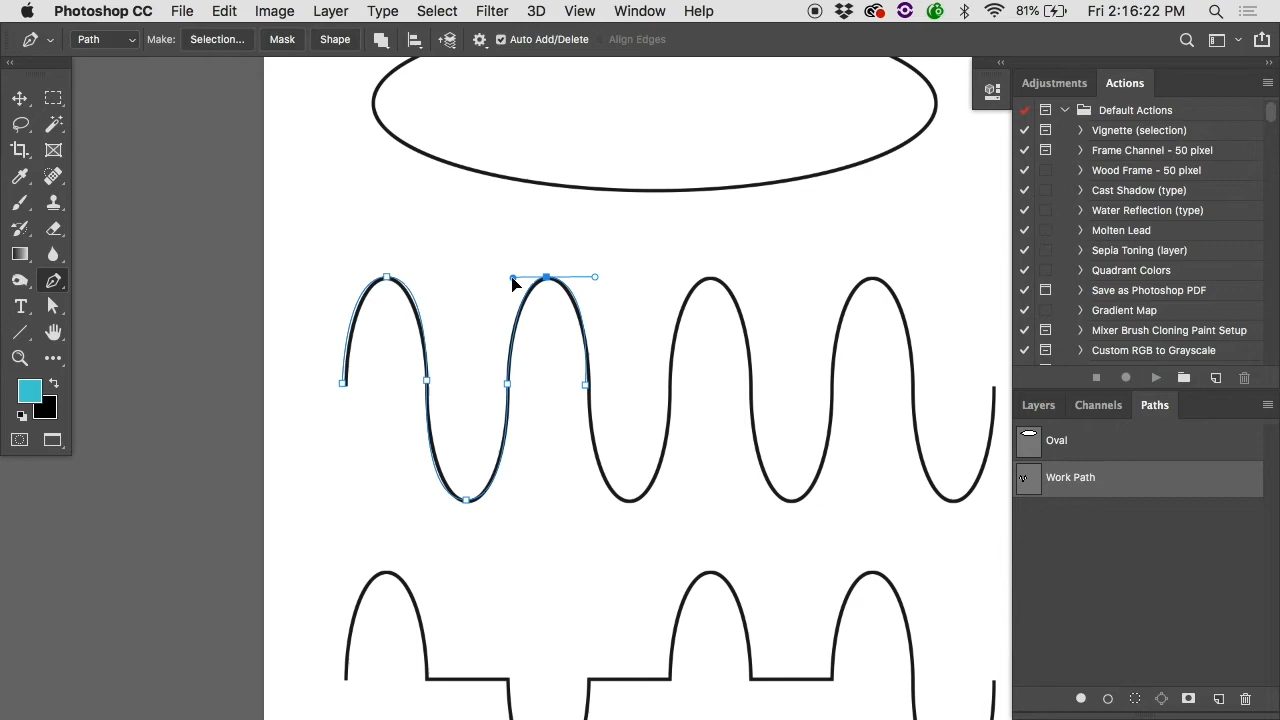 Photoshop CC File Edit Image Layer Type Select Filter 3D View Window Help 81% Fri 2:16:22 PM
Path Make: Selection... Mask Shape Auto Add/Delete Align Edges
Adjustments Actions
Default Actions
Vignette (selection)
Frame Channel - 50 pixel
Wood Frame - 50 pixel
Cast Shadow (type)
Water Reflection (type)
Molten Lead
Sepia Toning (layer)
Quadrant Colors
Save as Photoshop PDF
Gradient Map
Mixer Brush Cloning Paint Setup
Custom RGB to Grayscale
Layers Channels Paths
Oval
Work Path